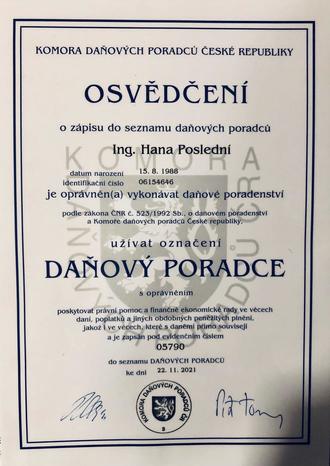 KOMORA DAŇOVÝCH PORADCŮ ČESKÉ REPUBLIKY
OSVĚDČENÍ
o zápisu do seznamu daňových poradců
Ing. Hana Poslední
datum narození 15. 8. 1988
identifikační číslo 06154646
je oprávněn(a) vykonávat daňové poradenství
podle zákona ČNR č. 523/1992 Sb., o daňovém poradenství
a Komoře daňových poradců České republiky
užívat označení
DAŇOVÝ PORADCE
s oprávněním
poskytovat právní pomoc a finančně ekonomické rady ve věcech
daní, poplatků a jiných obdobných peněžitých plnění,
jakož i ve věcech, které s daněmi přímo souvisejí
a je zapsán pod evidenčním číslem
05790
do seznamu DAŇOVÝCH PORADCŮ
ke dni 22. 11. 2021
KOMORA DAŇOVÝCH PORADCŮ ČR